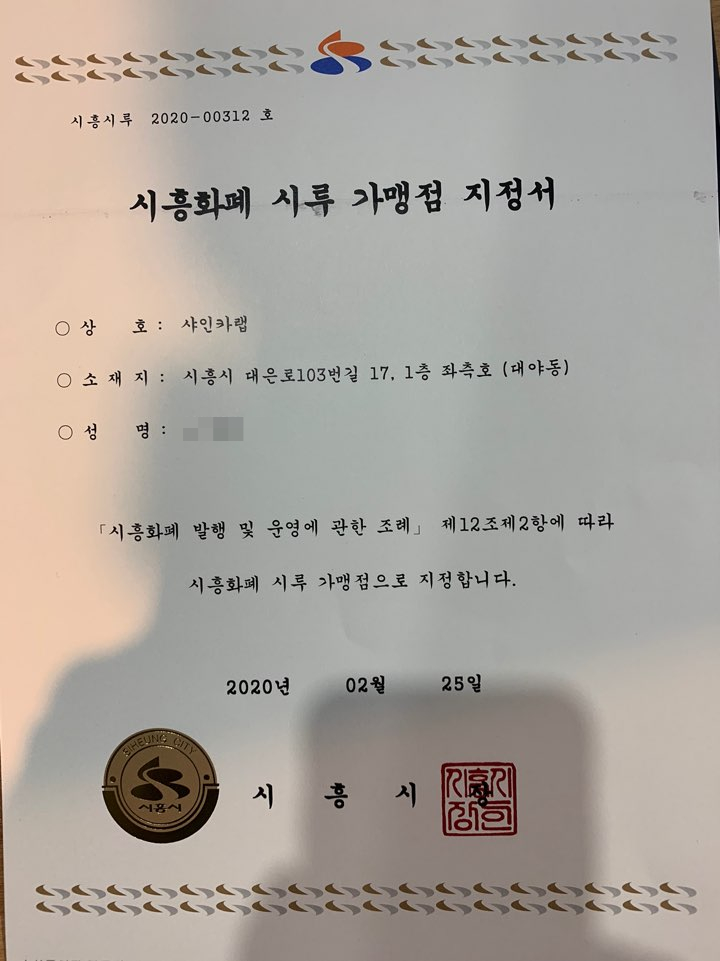 시흥시루 2020-00312 호
시흥화폐 시루 가맹점 지정서
○ 상 호 : 샤인카랩
○ 소 재 지 : 시흥시 대은로103번길 17, 1층 좌측호 (대야동)
○ 성 명 :
「시흥화폐 발행 및 운영에 관한 조례」 제12조제2항에 따라
시흥화폐 시루 가맹점으로 지정합니다.
2020년 02월 25일
SIHEUNG CITY
시흥시
시 흥 시 장